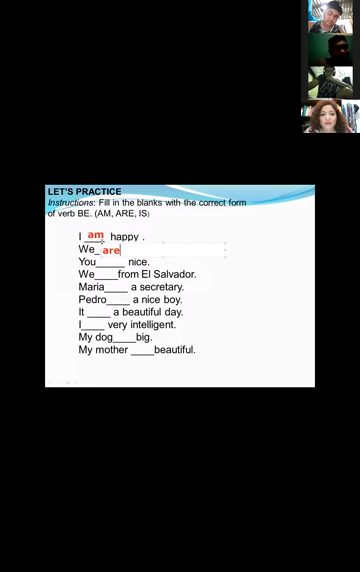 LET'S PRACTICE
Instructions: Fill in the blanks with the correct form
of verb BE. (AM, ARE, IS)
I am happy .
We_ are
You_____ nice.
We____from El Salvador.
Maria____ a secretary.
Pedro____ a nice boy.
It ____ a beautiful day.
I____ very intelligent.
My dog____big.
My mother ____beautiful.